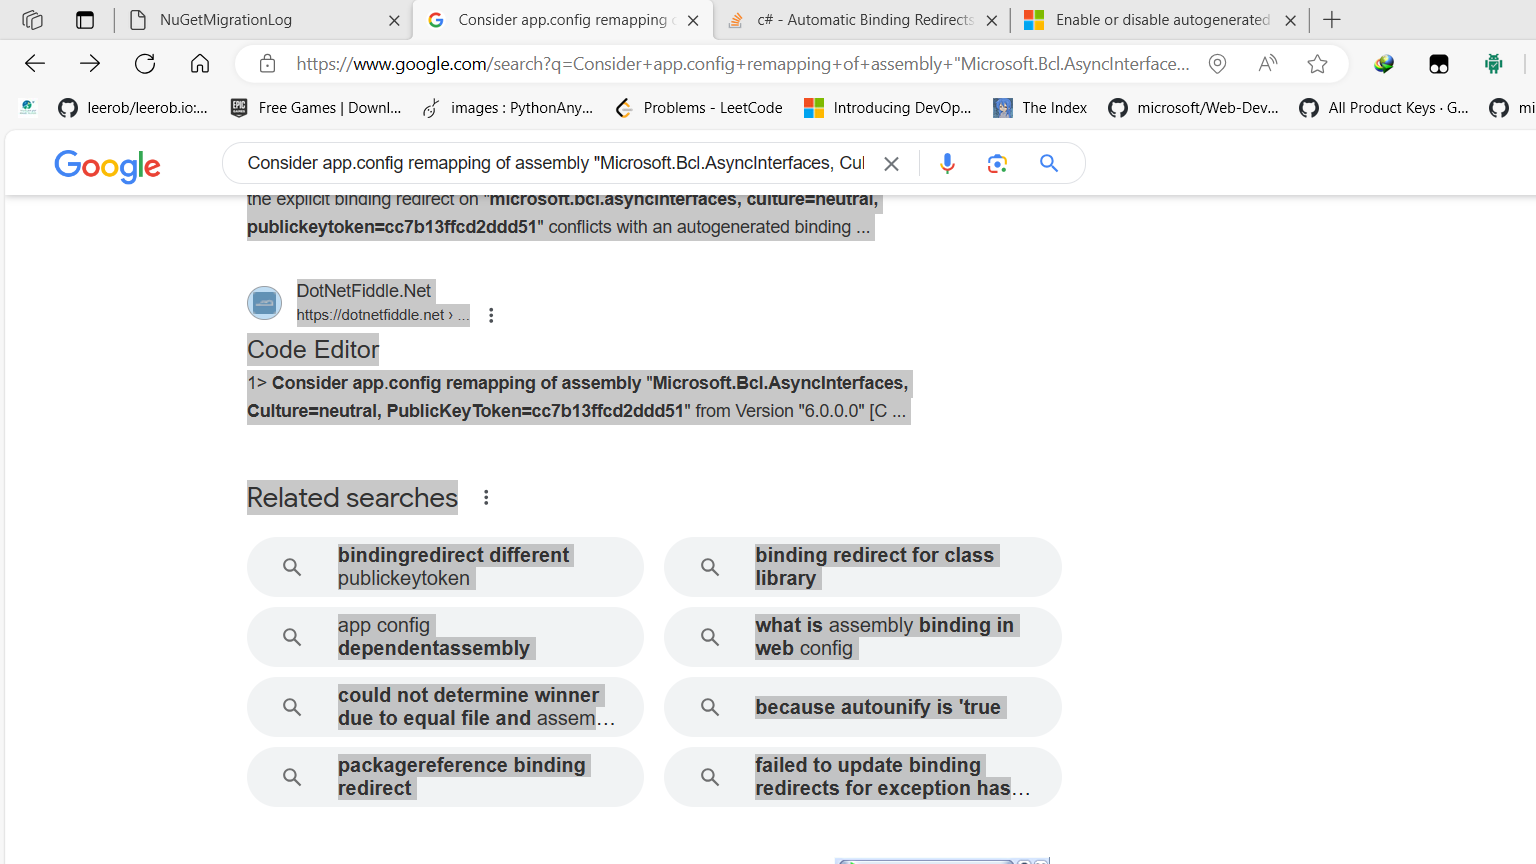 NuGetMigrationLog
Consider app.config remapping
c# - Automatic Binding Redirects
Enable or disable autogenerated
https://www.google.com/search?q=Consider+app.config+remapping+of+assembly+"Microsoft.Bcl.AsyncInterface...
leerob/leerob.io:...
EPIC GAMES
Free Games | Downl...
images : PythonAny...
Problems - LeetCode
Introducing DevOp...
The Index
microsoft/Web-Dev...
All Product Keys · G...
mi
Google
Consider app.config remapping of assembly "Microsoft.Bcl.AsyncInterfaces, Cul
the explicit binding redirect on "microsoft.bcl.asyncinterfaces, culture=neutral,
publickeytoken=cc7b13ffcd2ddd51" conflicts with an autogenerated binding ...
DotNetFiddle.Net
https://dotnetfiddle.net › ...
Code Editor
1> Consider app.config remapping of assembly "Microsoft.Bcl.AsyncInterfaces,
Culture=neutral, PublicKeyToken=cc7b13ffcd2ddd51" from Version "6.0.0.0" [C ...
Related searches
bindingredirect different
publickeytoken
binding redirect for class
library
app config
dependentassembly
what is assembly binding in
web config
could not determine winner
due to equal file and assem...
because autounify is 'true
packagereference binding
redirect
failed to update binding
redirects for exception has...